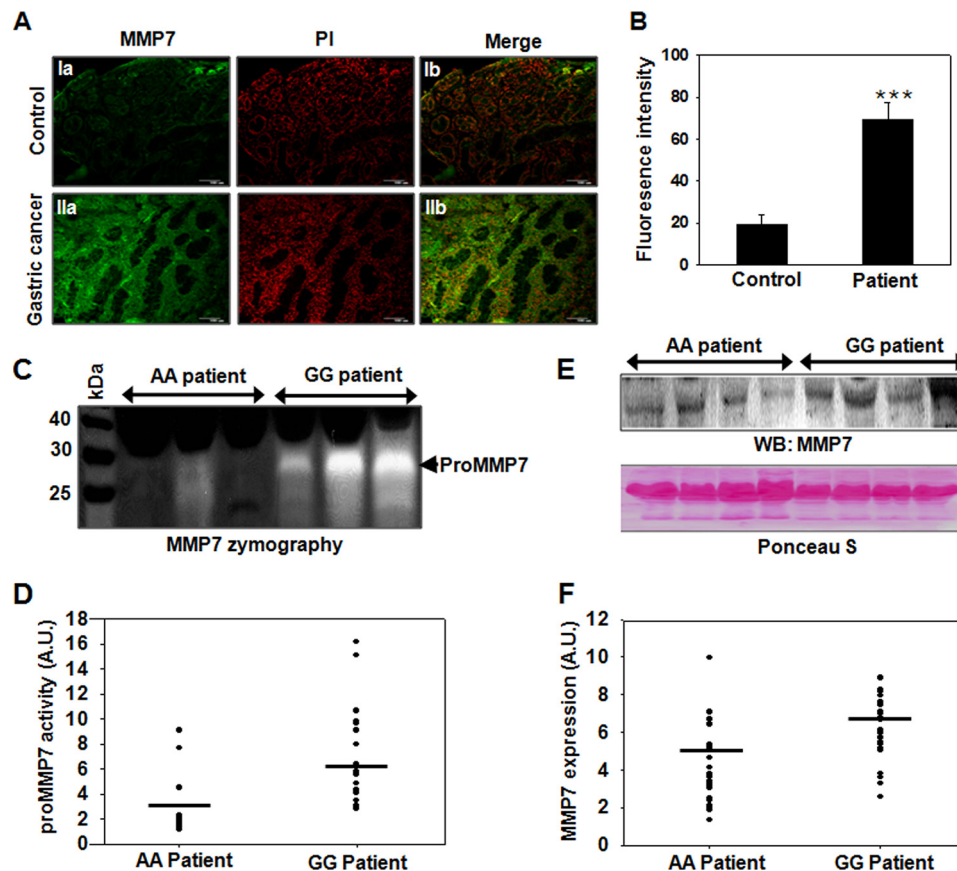 A
MMP7 PI Merge
Control
Ia
Ib
Gastric cancer
IIa
IIb
B
Fluoresence intensity
100
80
60
40
20
0
***
Control Patient
C
kDa
AA patient GG patient
40
30
25
ProMMP7
MMP7 zymography
E
AA patient GG patient
WB: MMP7
Ponceau S
D
proMMP7 activity (A.U.)
18
16
14
12
10
8
6
4
2
0
AA Patient GG Patient
F
MMP7 expression (A.U.)
12
10
8
6
4
2
0
AA Patient GG Patient